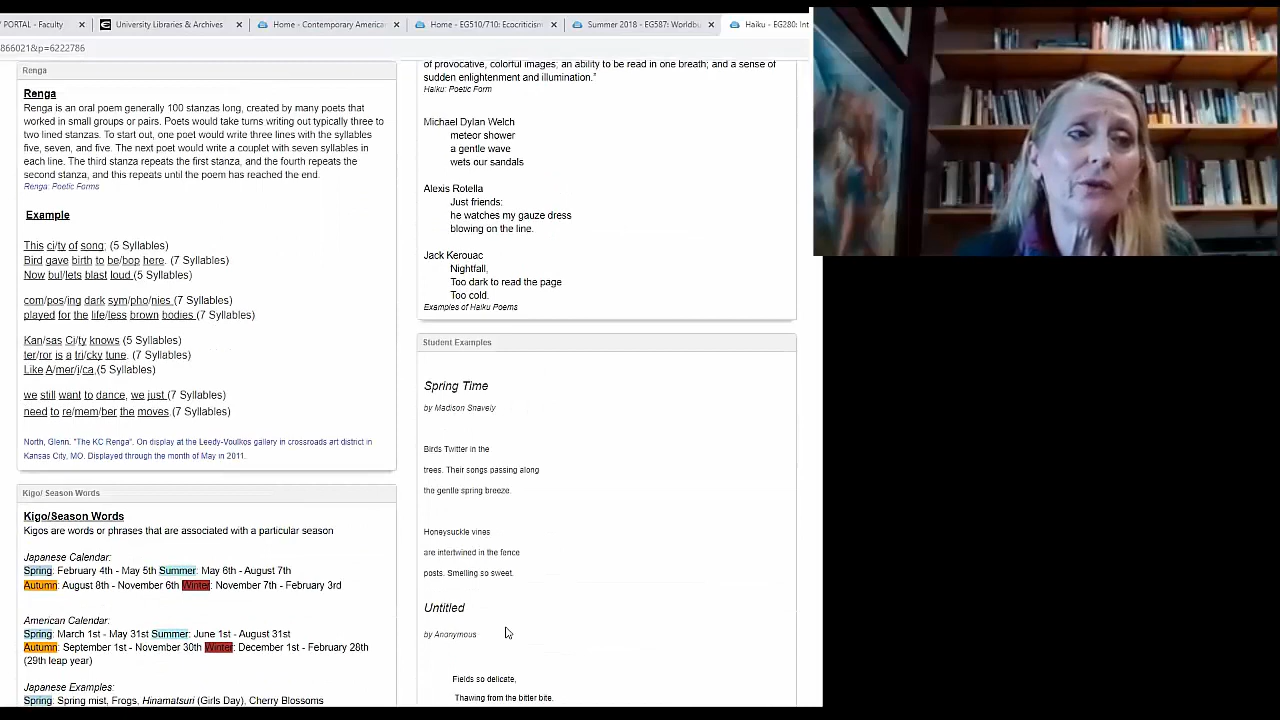 PORTAL - Faculty
University Libraries & Archives
Home - Contemporary America
Home - EG510/710: Ecocriticism
Summer 2018 - EG587: Worldbu
Haiku - EG280: Int
866021&p=6222786
Renga
Renga
Renga is an oral poem generally 100 stanzas long, created by many poets that
worked in small groups or pairs. Poets would take turns writing out typically three to
two lined stanzas. To start out, one poet would write three lines with the syllables
five, seven, and five. The next poet would write a couplet with seven syllables in
each line. The third stanza repeats the first stanza, and the fourth repeats the
second stanza, and this repeats until the poem has reached the end.
Renga: Poetic Forms
Example
This ci/ty of song; (5 Syllables)
Bird gave birth to be/bop here. (7 Syllables)
Now bul/lets blast loud (5 Syllables)
com/pos/ing dark sym/pho/nies (7 Syllables)
played for the life/less brown bodies (7 Syllables)
Kan/sas Ci/ty knows (5 Syllables)
ter/ror is a tri/cky tune. (7 Syllables)
Like A/mer/i/ca (5 Syllables)
we still want to dance, we just (7 Syllables)
need to re/mem/ber the moves (7 Syllables)
North, Glenn. "The KC Renga". On display at the Leedy-Voulkos gallery in crossroads art district in
Kansas City, MO. Displayed through the month of May in 2011.
Kigo/ Season Words
Kigo/Season Words
Kigos are words or phrases that are associated with a particular season
Japanese Calendar:
Spring: February 4th - May 5th Summer: May 6th - August 7th
Autumn: August 8th - November 6th Winter: November 7th - February 3rd
American Calendar:
Spring: March 1st - May 31st Summer: June 1st - August 31st
Autumn: September 1st - November 30th Winter: December 1st - February 28th
(29th leap year)
Japanese Examples:
Spring: Spring mist, Frogs, Hinamatsuri (Girls Day), Cherry Blossoms
of provocative, colorful images; an ability to be read in one breath; and a sense of
sudden enlightenment and illumination."
Haiku: Poetic Form
Michael Dylan Welch
meteor shower
a gentle wave
wets our sandals
Alexis Rotella
Just friends:
he watches my gauze dress
blowing on the line.
Jack Kerouac
Nightfall,
Too dark to read the page
Too cold.
Examples of Haiku Poems
Student Examples
Spring Time
by Madison Snavely
Birds Twitter in the
trees. Their songs passing along
the gentle spring breeze.
Honeysuckle vines
are intertwined in the fence
posts. Smelling so sweet.
Untitled
by Anonymous
Fields so delicate,
Thawing from the bitter bite.